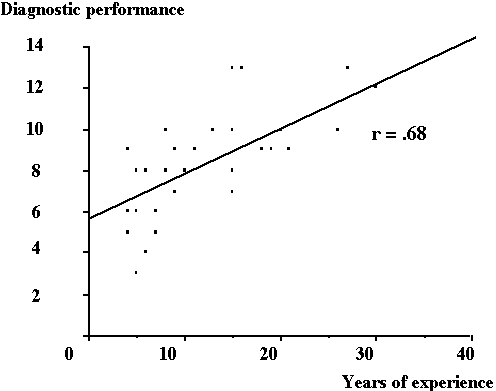 Diagnostic performance
14
12
10
r = .68
8
6
4
2
0 10 20 30 40
Years of experience